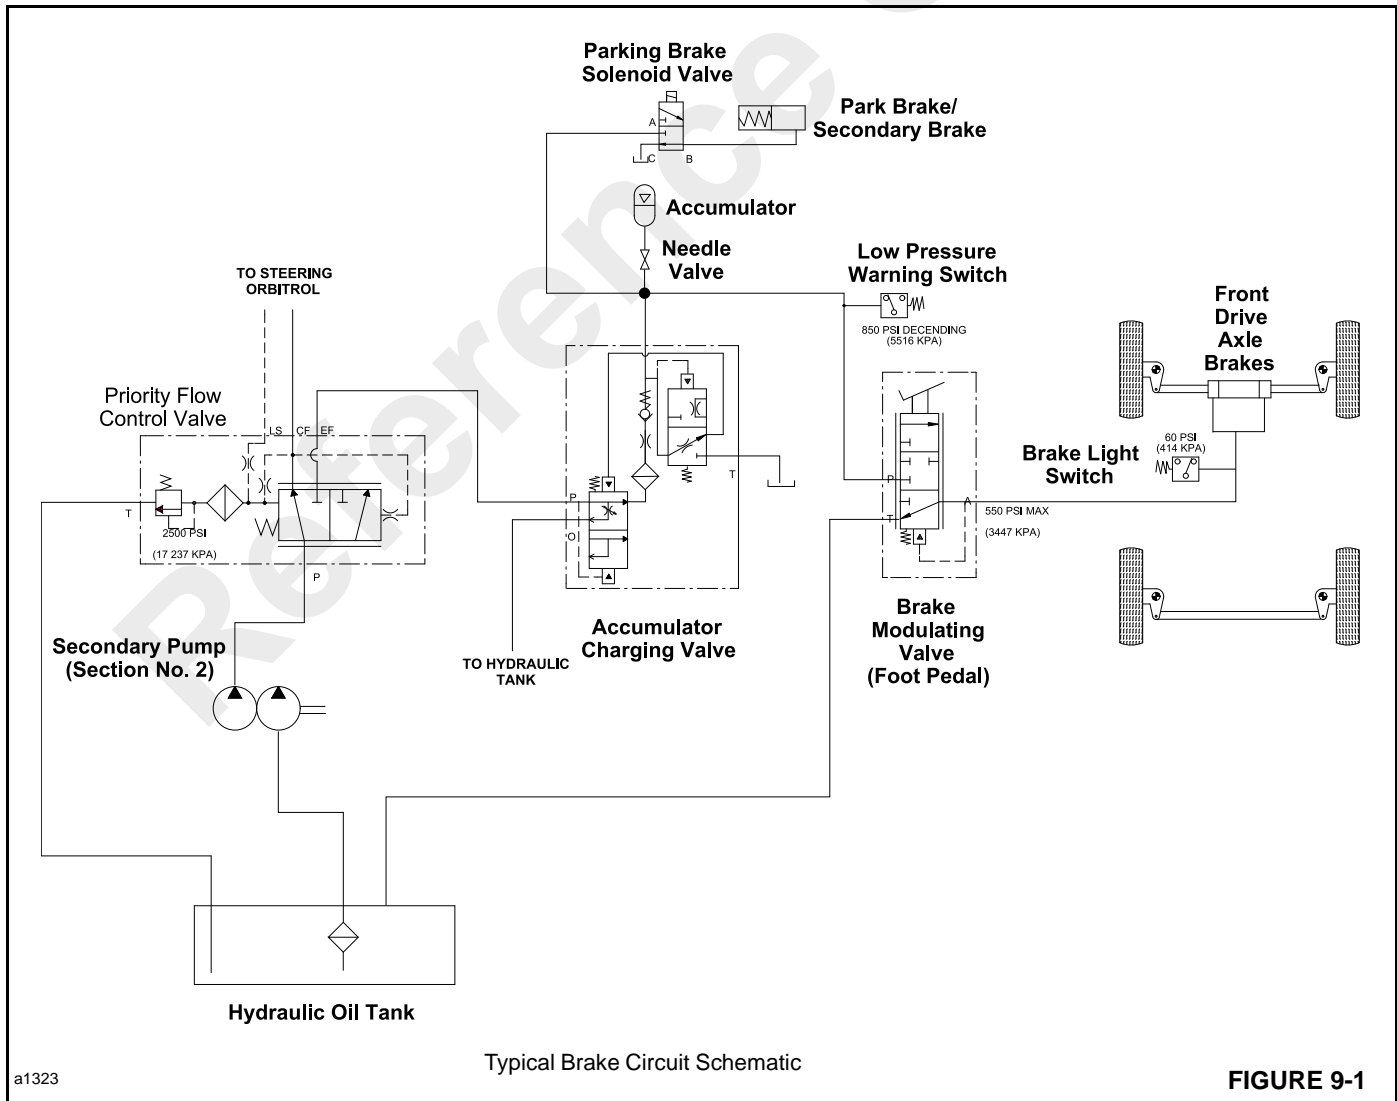 Reference
Parking Brake
Solenoid Valve
A
C
B
Park Brake/
Secondary Brake
Accumulator
Needle
Valve
Low Pressure
Warning Switch
850 PSI DECENDING
(5516 KPA)
TO STEERING
ORBITROL
Priority Flow
Control Valve
LS CF EF
T
2500 PSI
(17 237 KPA)
P
P
O
T
TO HYDRAULIC
TANK
Accumulator
Charging Valve
P
T
A
550 PSI MAX
(3447 KPA)
Brake
Modulating
Valve
(Foot Pedal)
Front
Drive
Axle
Brakes
60 PSI
(414 KPA)
Brake Light
Switch
Secondary Pump
(Section No. 2)
Hydraulic Oil Tank
Typical Brake Circuit Schematic
a1323
FIGURE 9-1